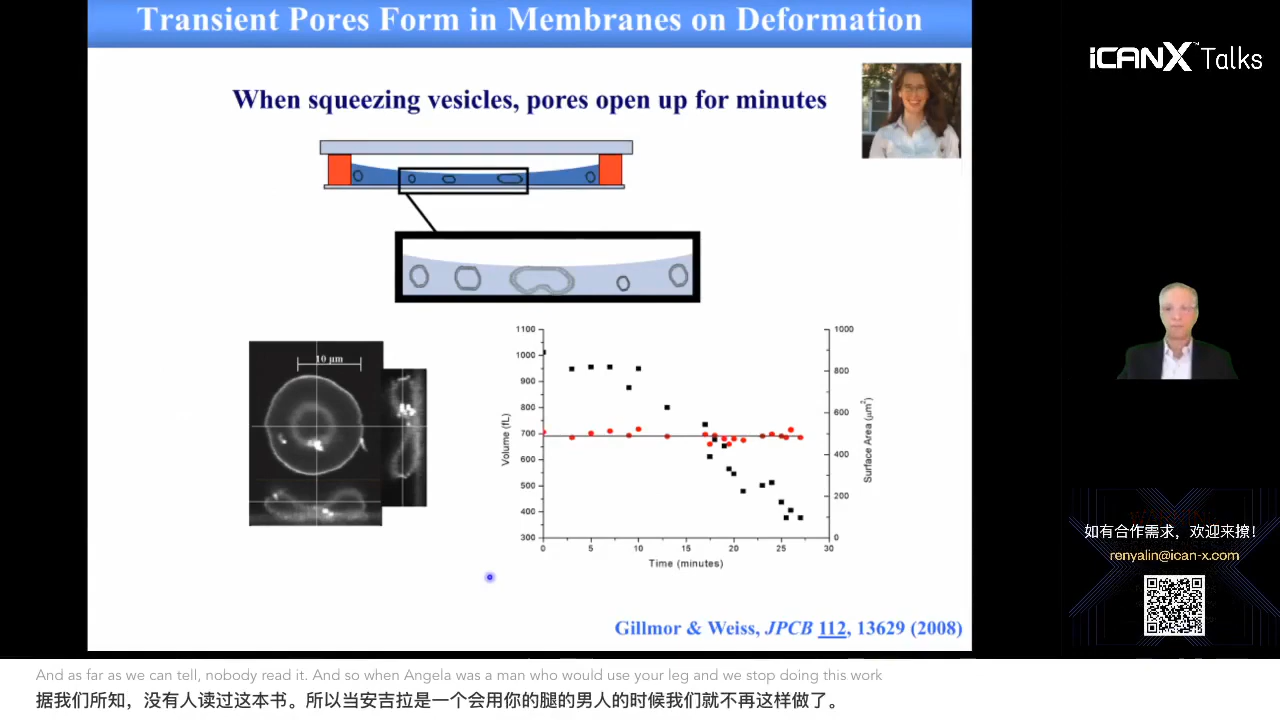 Transient Pores Form in Membranes on Deformation
iCANX™ Talks
When squeezing vesicles, pores open up for minutes
10 μm
1100
1000
900
800
700
600
500
400
300
Volume (fL)
1000
800
600
400
200
0
Surface Area (μm²)
0 5 10 15 20 25 30
Time (minutes)
Gillmor & Weiss, JPCB 112, 13629 (2008)
如有合作需求，欢迎来撩！
renyalin@ican-x.com
And as far as we can tell, nobody read it. And so when Angela was a man who would use your leg and we stop doing this work
据我们所知，没有人读过这本书。所以当安吉拉是一个会用你的腿的男人的时候我们就不再这样做了。